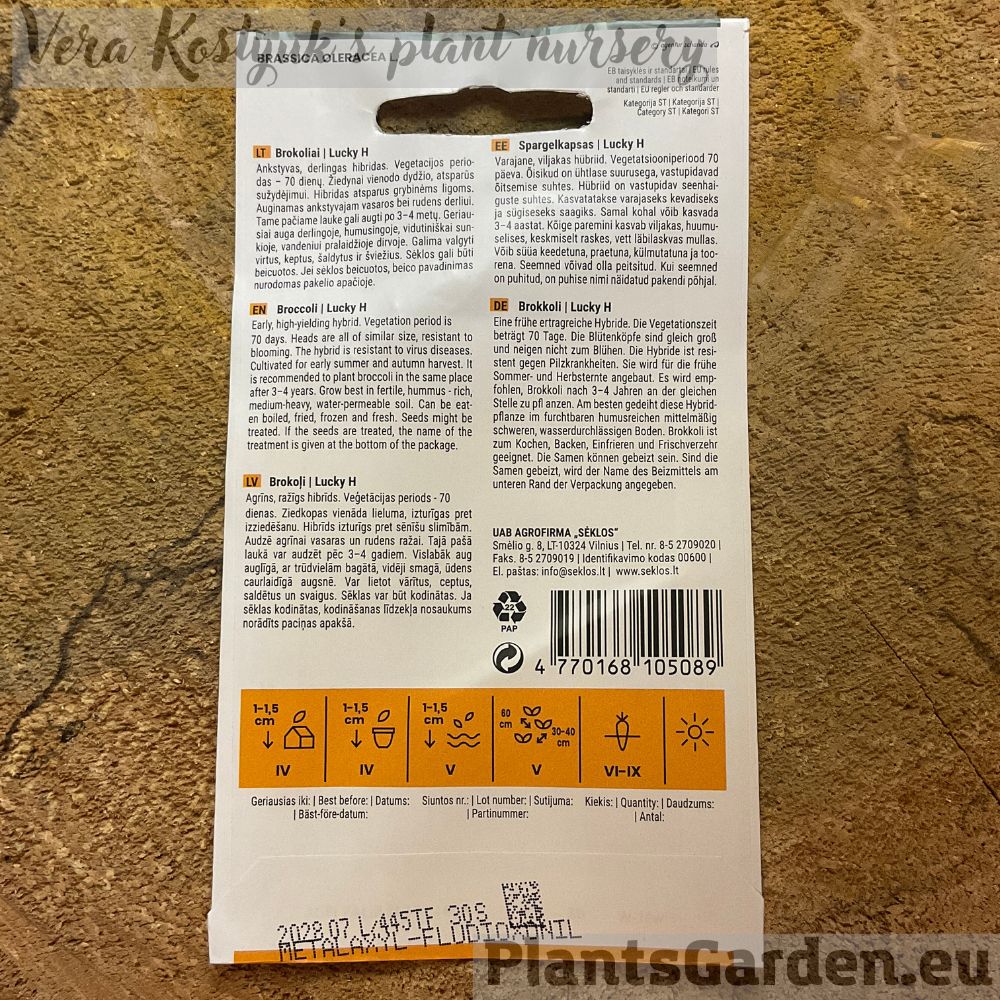 Vera Kostyuk's plant nursery
BRASSICA OLERACEA L.
EB taisyklės ir standartai | EU rules
and standards | EB noteikumi un
standarti | EU regler och standarder
Kategorija ST | Kategorija ST |
Category ST | Kategori ST
LT Brokoliai | Lucky H
Ankstyvas, derlingas hibridas. Vegetacijos perio-
das – 70 dienų. Žiedynai vienodo dydžio, atsparūs
sužydėjimui. Hibridas atsparus grybinėms ligoms.
Auginamas ankstyvajam vasaros bei rudens derliui.
Tame pačiame lauke gali augti po 3–4 metų. Geriau-
siai auga derlingoje, humusingoje, vidutiniškai sun-
kioje, vandeniui pralaidžioje dirvoje. Galima valgyti
virtus, keptus, šaldytus ir šviežius. Sėklos gali būti
beicuotos. Jei sėklos beicuotos, beico pavadinimas
nurodomas pakelio apačioje.
EN Broccoli | Lucky H
Early, high-yielding hybrid. Vegetation period is
70 days. Heads are all of similar size, resistant to
blooming. The hybrid is resistant to virus diseases.
Cultivated for early summer and autumn harvest. It
is recommended to plant broccoli in the same place
after 3–4 years. Grow best in fertile, hummus - rich,
medium-heavy, water-permeable soil. Can be eat-
en boiled, fried, frozen and fresh. Seeds might be
treated. If the seeds are treated, the name of the
treatment is given at the bottom of the package.
LV Brokoļi | Lucky H
Agrīns, ražīgs hibrīds. Veģetācijas periods - 70
dienas. Ziedkopas vienāda lieluma, izturīgas pret
izziedēšanu. Hibrīds izturīgs pret sēnīšu slimībām.
Audzē agrīnai vasaras un rudens ražai. Tajā pašā
laukā var audzēt pēc 3–4 gadiem. Vislabāk aug
auglīgā, ar trūdvielām bagātā, vidēji smagā, ūdens
caurlaidīgā augsnē. Var lietot vārītus, ceptus,
saldētus un svaigus. Sēklas var būt kodinātas. Ja
sēklas kodinātas, kodināšanas līdzekļa nosaukums
norādīts paciņas apakšā.
EE Spargelkapsas | Lucky H
Varajane, viljakas hübriid. Vegetatsiooniperiood 70
päeva. Õisikud on ühtlase suurusega, vastupidavad
õitsemise suhtes. Hübriid on vastupidav seenhai-
guste suhtes. Kasvatatakse varajaseks kevadiseks
ja sügiseseks saagiks. Samal kohal võib kasvada
3–4 aastat. Kõige paremini kasvab viljakas, huumu-
selises, keskmiselt raskes, vett läbilaskvas mullas.
Võib süüa keedetuna, praetuna, külmutatuna ja too-
rena. Seemned võivad olla peitsitud. Kui seemned
on puhitud, on puhise nimi näidatud pakendi põhjal.
DE Brokkoli | Lucky H
Eine frühe ertragreiche Hybride. Die Vegetationszeit
beträgt 70 Tage. Die Blütenköpfe sind gleich groß
und neigen nicht zum Blühen. Die Hybride ist resi-
stent gegen Pilzkrankheiten. Sie wird für die frühe
Sommer- und Herbsternte angebaut. Es wird emp-
fohlen, Brokkoli nach 3–4 Jahren an der gleichen
Stelle zu pfl anzen. Am besten gedeiht diese Hybrid-
pflanze im furchtbaren humusreichen mittelmäßig
schweren, wasserdurchlässigen Boden. Brokkoli ist
zum Kochen, Backen, Einfrieren und Frischverzehr
geeignet. Die Samen können gebeizt sein. Sind die
Samen gebeizt, wird der Name des Beizmittels am
unteren Rand der Verpackung angegeben.
UAB AGROFIRMA „SĖKLOS“
Smėlio g. 8, LT-10324 Vilnius | Tel. nr. 8-5 2709020 |
Faks. 8-5 2709019 | Identifikavimo kodas 00600 |
El. paštas: info@seklos.lt | www.seklos.lt
22
PAP
4 770168 105089
1-1,5 cm IV
1-1,5 cm IV
1-1,5 cm V
60 cm 30-40 cm V
VI-IX
Geriausias iki: | Best before: | Datums:
| Bäst-före-datum:
Siuntos nr.: | Lot number: | Sutijuma:
| Partinummer:
Kiekis: | Quantity: | Daudzums:
| Antal:
2028.07 L/445TF 30S
METALAXYL-FLUDIOXONIL
PlantsGarden.eu